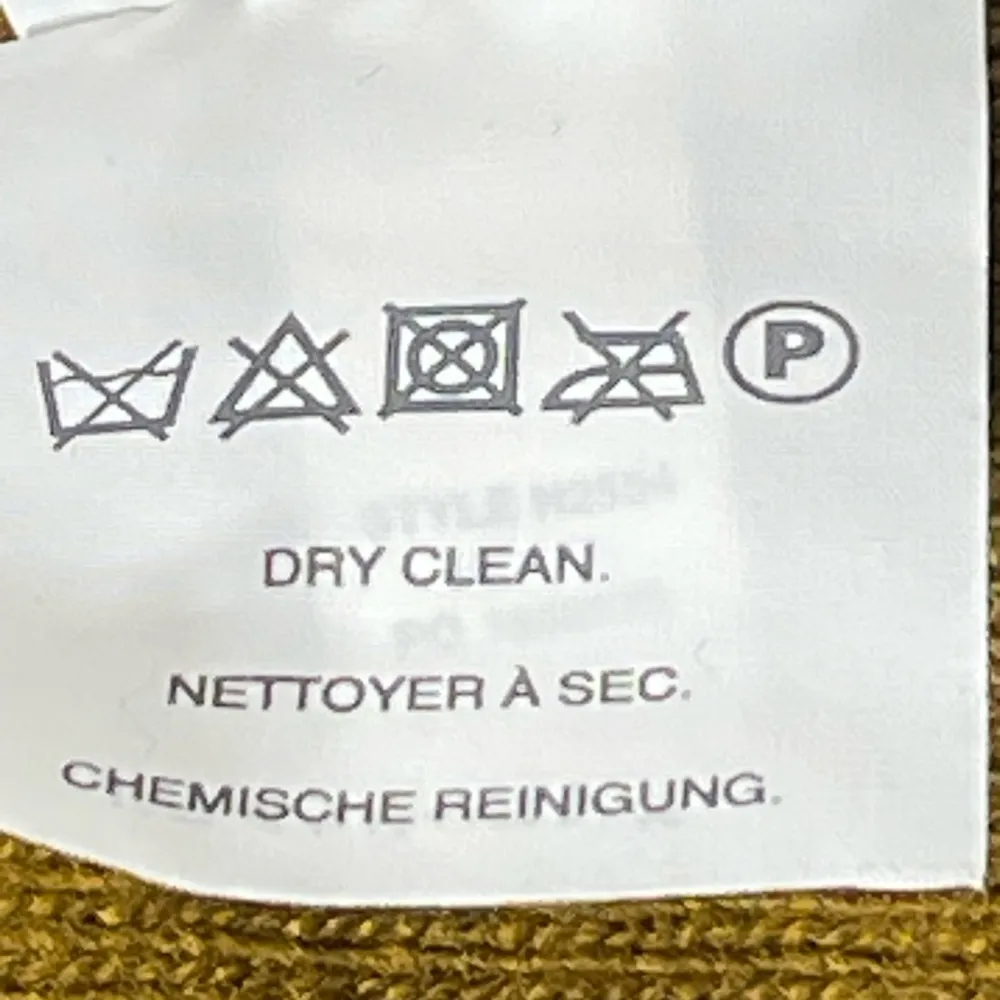 P
DRY CLEAN.
NETTOYER À SEC.
CHEMISCHE REINIGUNG.